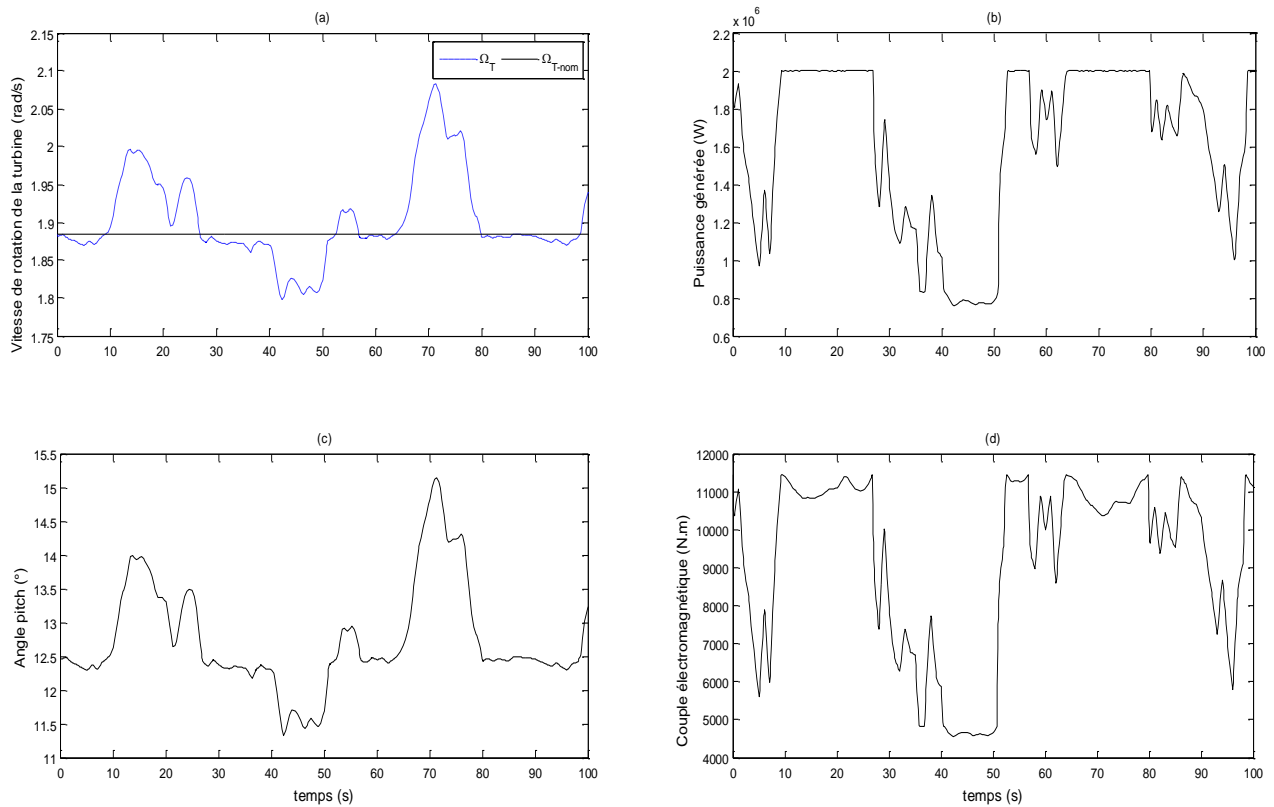 (a)
Vitesse de rotation de la turbine (rad/s)
2.15
2.1
2.05
2
1.95
1.9
1.85
1.8
1.75
0 10 20 30 40 50 60 70 80 90 100
Ω_T
Ω_T-nom
(b)
x 10^6
Puissance générée (W)
2.2
2
1.8
1.6
1.4
1.2
1
0.8
0.6
0 10 20 30 40 50 60 70 80 90 100
(c)
Angle pitch (°)
15.5
15
14.5
14
13.5
13
12.5
12
11.5
11
0 10 20 30 40 50 60 70 80 90 100
temps (s)
(d)
Couple électromagnétique (N.m)
12000
11000
10000
9000
8000
7000
6000
5000
4000
0 10 20 30 40 50 60 70 80 90 100
temps (s)